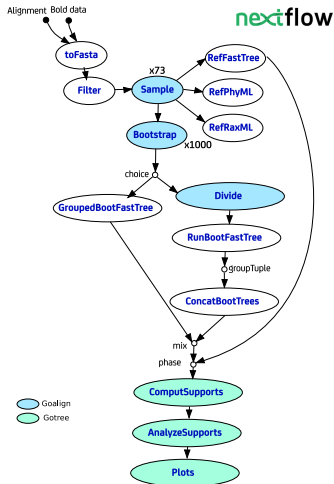 Alignment Bold data
nextflow
toFasta
x73
RefFastTree
Filter
Sample
RefPhyML
RefRaxML
Bootstrap
x1000
choice
GroupedBootFastTree
Divide
RunBootFastTree
groupTuple
ConcatBootTrees
mix
phase
ComputSupports
Goalign
Gotree
AnalyzeSupports
Plots